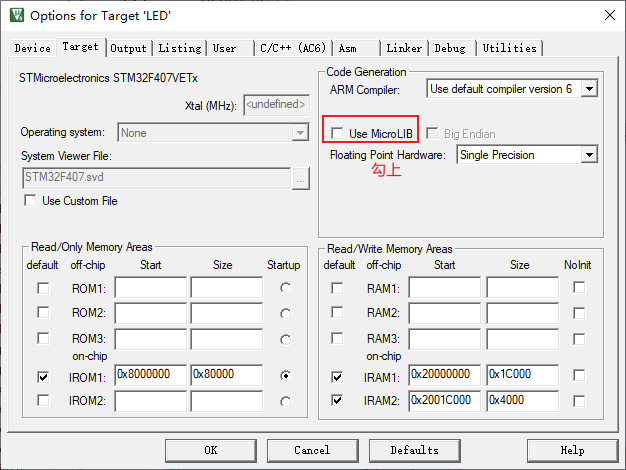 Options for Target 'LED'
Device Target Output Listing User C/C++ (AC6) Asm Linker Debug Utilities
STMicroelectronics STM32F407VETx
Xtal (MHz): <undefined>
Operating system: None
System Viewer File:
STM32F407.svd ...
Use Custom File
Code Generation
ARM Compiler: Use default compiler version 6
Use MicroLIB Big Endian
Floating Point Hardware: Single Precision
勾上
Read/Only Memory Areas
default off-chip Start Size Startup
ROM1:
ROM2:
ROM3:
on-chip
IROM1: 0x8000000 0x80000
IROM2:
Read/Write Memory Areas
default off-chip Start Size NoInit
RAM1:
RAM2:
RAM3:
on-chip
IRAM1: 0x20000000 0x1C000
IRAM2: 0x2001C000 0x4000
OK Cancel Defaults Help